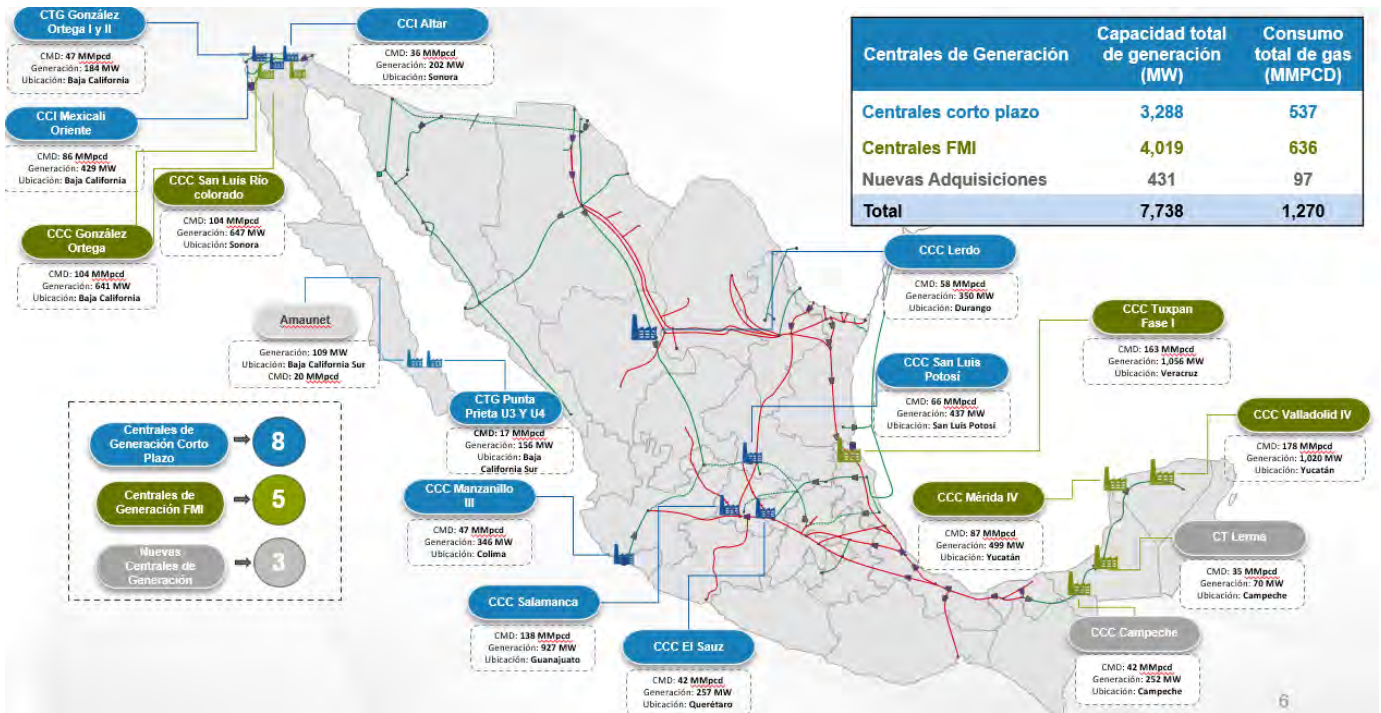 CTG González
Ortega I y II
CMD: 47 MMpcd
Generación: 184 MW
Ubicación: Baja California
CCI Altar
CMD: 36 MMpcd
Generación: 202 MW
Ubicación: Sonora
CCI Mexicali
Oriente
CMD: 86 MMpcd
Generación: 429 MW
Ubicación: Baja California
CCC San Luis Río
colorado
CMD: 104 MMpcd
Generación: 647 MW
Ubicación: Sonora
CCC González
Ortega
CMD: 104 MMpcd
Generación: 641 MW
Ubicación: Baja California
Amaunet
Generación: 109 MW
Ubicación: Baja California Sur
CMD: 20 MMpcd
CTG Punta
Prieta U3 Y U4
CMD: 17 MMpcd
Generación: 156 MW
Ubicación: Baja
California Sur
Centrales de Generación
Capacidad total
de generación
(MW)
Consumo
total de gas
(MMPCD)
Centrales corto plazo 3,288 537
Centrales FMI 4,019 636
Nuevas Adquisiciones 431 97
Total 7,738 1,270
CCC Lerdo
CMD: 58 MMpcd
Generación: 350 MW
Ubicación: Durango
CCC Tuxpan
Fase I
CMD: 163 MMpcd
Generación: 1,056 MW
Ubicación: Veracruz
CCC San Luis
Potosí
CMD: 66 MMpcd
Generación: 437 MW
Ubicación: San Luis Potosí
CCC Valladolid IV
CMD: 178 MMpcd
Generación: 1,020 MW
Ubicación: Yucatán
CCC Mérida IV
CMD: 87 MMpcd
Generación: 499 MW
Ubicación: Yucatán
CT Lerma
CMD: 35 MMpcd
Generación: 70 MW
Ubicación: Campeche
CCC Campeche
CMD: 42 MMpcd
Generación: 252 MW
Ubicación: Campeche
Centrales de
Generación Corto
Plazo
8
Centrales de
Generación FMI
5
Nuevas
Centrales de
Generación
3
CCC Manzanillo
III
CMD: 47 MMpcd
Generación: 346 MW
Ubicación: Colima
CCC Salamanca
CMD: 138 MMpcd
Generación: 927 MW
Ubicación: Guanajuato
CCC El Sauz
CMD: 42 MMpcd
Generación: 257 MW
Ubicación: Querétaro
6